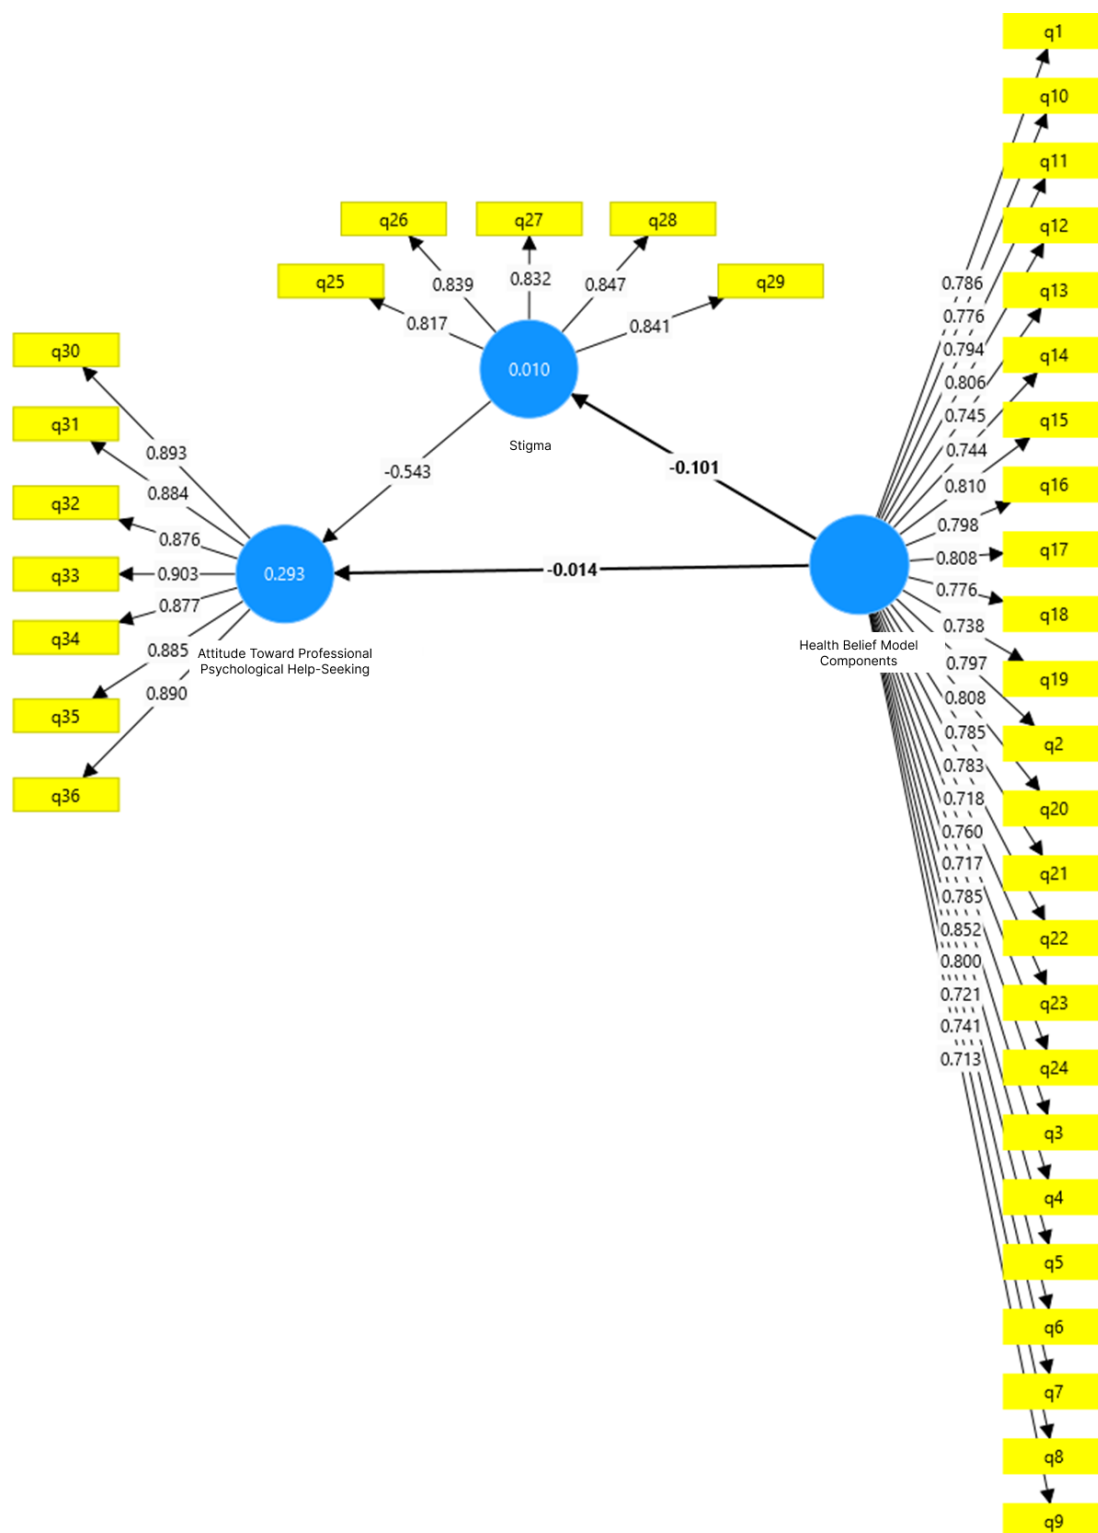 q1
q10
q11
q12
q13
q14
q15
q16
q17
q18
q19
q2
q20
q21
q22
q23
q24
q3
q4
q5
q6
q7
q8
q9
0.786
0.776
0.794
0.806
0.745
0.744
0.810
0.798
0.808
0.776
0.738
0.797
0.808
0.785
0.783
0.718
0.760
0.717
0.785
0.852
0.800
0.721
0.741
0.713
q26
q27
q28
q25
q29
0.839
0.832
0.847
0.817
0.841
0.010
Stigma
-0.543
-0.101
-0.014
q30
q31
q32
q33
q34
q35
q36
0.893
0.884
0.876
0.903
0.877
0.885
0.890
0.293
Attitude Toward Professional
Psychological Help-Seeking
Health Belief Model
Components